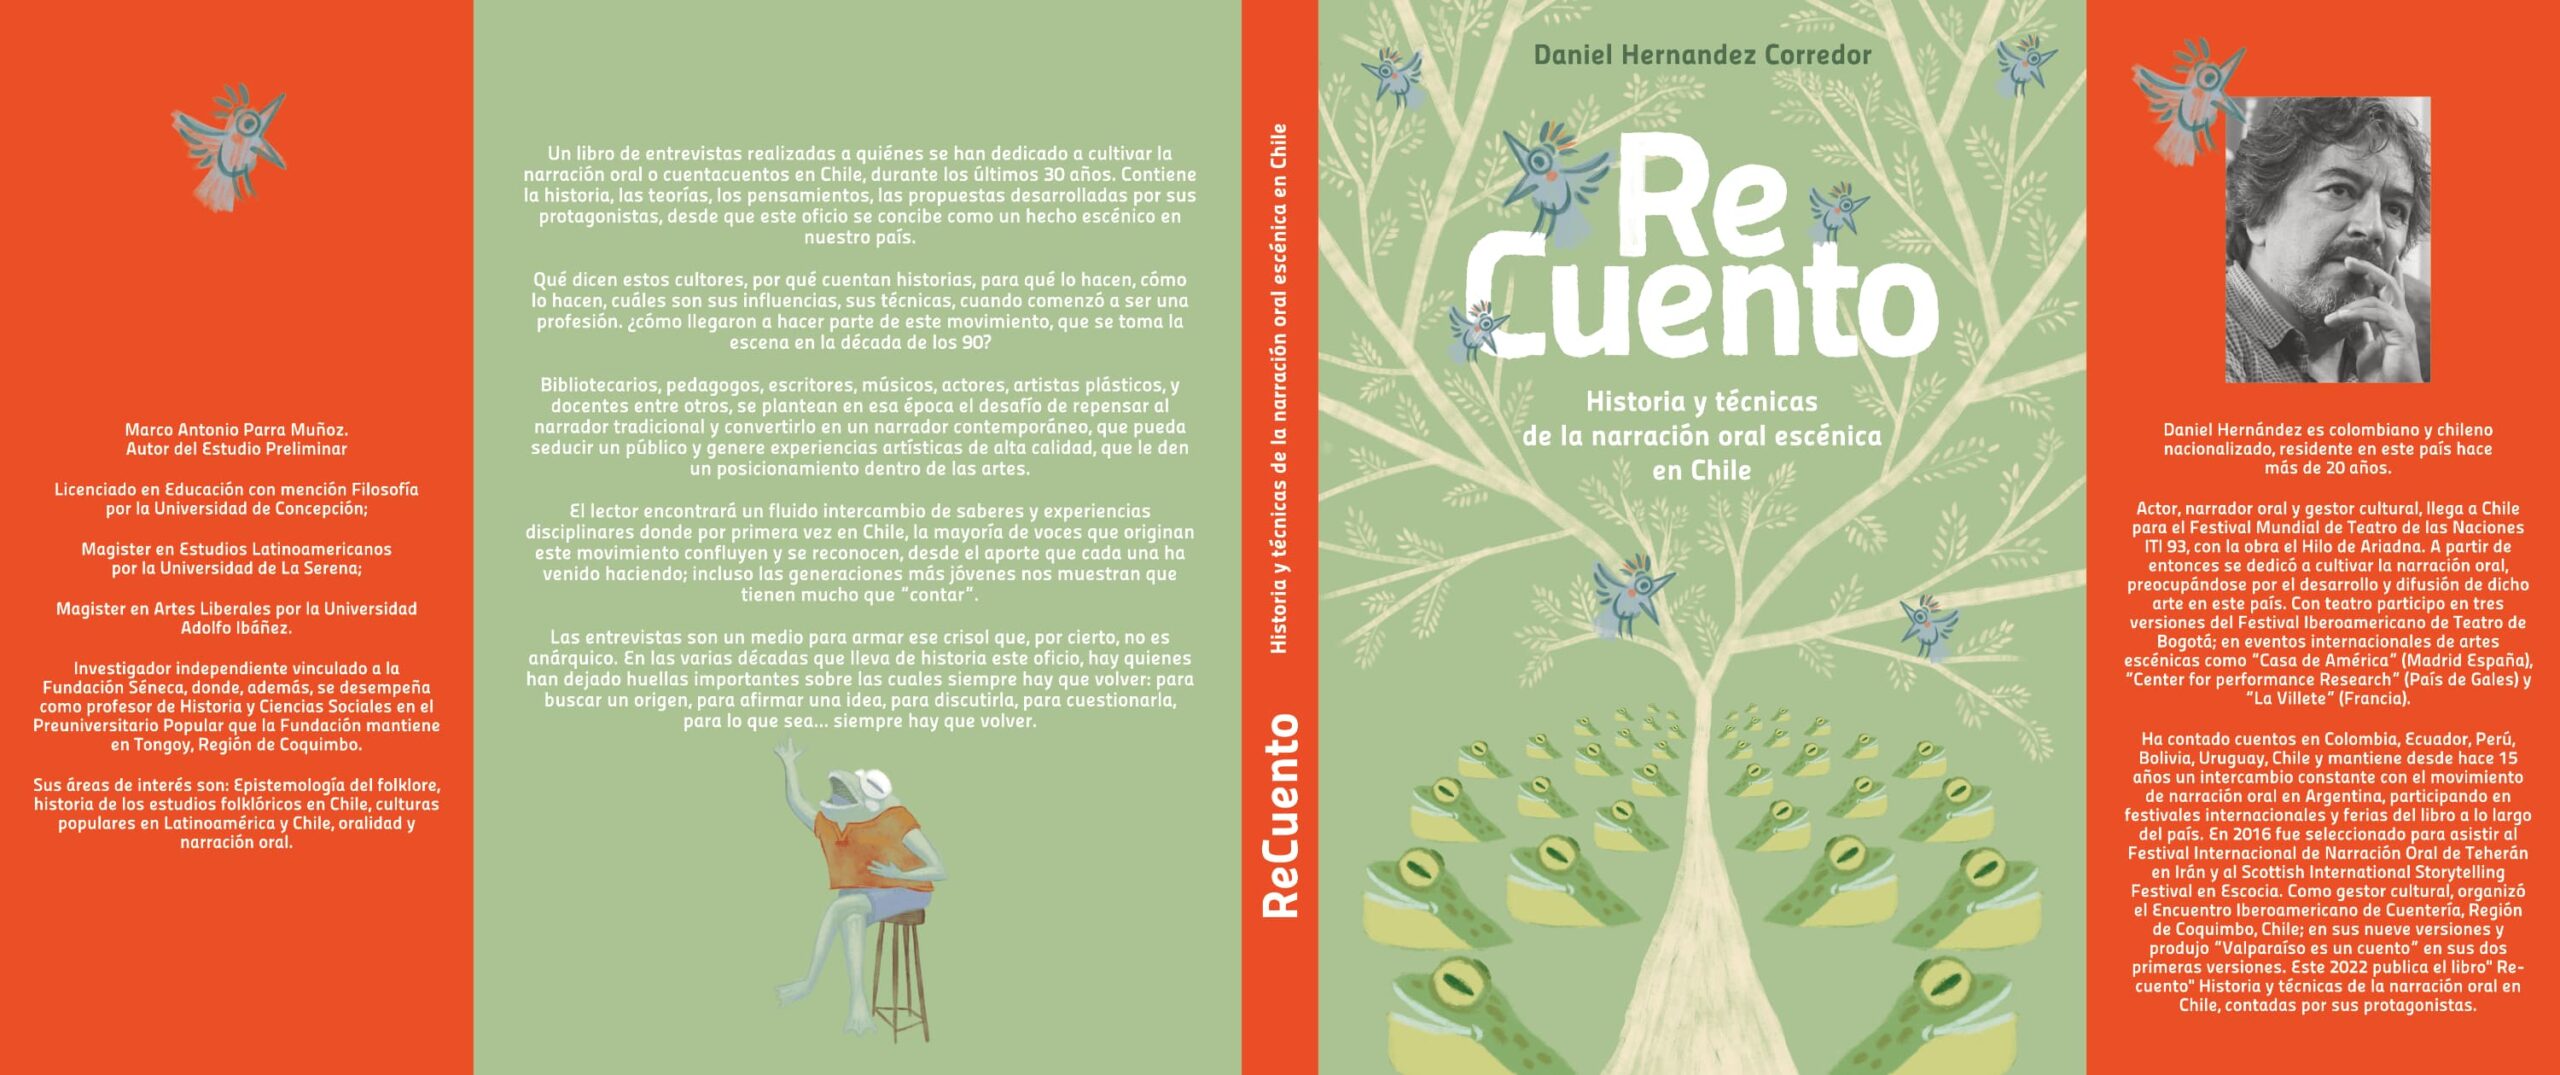 Marco Antonio Parra Muñoz.
Autor del Estudio Preliminar
Licenciado en Educación con mención Filosofía
por la Universidad de Concepción;
Magister en Estudios Latinoamericanos
por la Universidad de La Serena;
Magister en Artes Liberales por la Universidad
Adolfo Ibáñez.
Investigador independiente vinculado a la
Fundación Séneca, donde, además, se desempeña
como profesor de Historia y Ciencias Sociales en el
Preuniversitario Popular que la Fundación mantiene
en Tongoy, Región de Coquimbo.
Sus áreas de interés son: Epistemología del folklore,
historia de los estudios folklóricos en Chile, culturas
populares en Latinoamérica y Chile, oralidad y
narración oral.
Un libro de entrevistas realizadas a quiénes se han dedicado a cultivar la
narración oral o cuentacuentos en Chile, durante los últimos 30 años. Contiene
la historia, las teorías, los pensamientos, las propuestas desarrolladas por sus
protagonistas, desde que este oficio se concibe como un hecho escénico en
nuestro país.
Qué dicen estos cultores, por qué cuentan historias, para qué lo hacen, cómo
lo hacen, cuáles son sus influencias, sus técnicas, cuando comenzó a ser una
profesión. ¿cómo llegaron a hacer parte de este movimiento, que se toma la
escena en la década de los 90?
Bibliotecarios, pedagogos, escritores, músicos, actores, artistas plásticos, y
docentes entre otros, se plantean en esa época el desafío de repensar al
narrador tradicional y convertirlo en un narrador contemporáneo, que pueda
seducir un público y genere experiencias artísticas de alta calidad, que le den
un posicionamiento dentro de las artes.
El lector encontrará un fluido intercambio de saberes y experiencias
disciplinares donde por primera vez en Chile, la mayoría de voces que originan
este movimiento confluyen y se reconocen, desde el aporte que cada una ha
venido haciendo; incluso las generaciones más jóvenes nos muestran que
tienen mucho que "contar".
Las entrevistas son un medio para armar ese crisol que, por cierto, no es
anárquico. En las varias décadas que lleva de historia este oficio, hay quienes
han dejado huellas importantes sobre las cuales siempre hay que volver: para
buscar un origen, para afirmar una idea, para discutirla, para cuestionarla,
para lo que sea... siempre hay que volver.
ReCuento Historia y técnicas de la narración oral escénica en Chile
Daniel Hernandez Corredor
Re
Cuento
Historia y técnicas
de la narración oral escénica
en Chile
Daniel Hernández es colombiano y chileno
nacionalizado, residente en este país hace
más de 20 años.
Actor, narrador oral y gestor cultural, llega a Chile
para el Festival Mundial de Teatro de las Naciones
ITI 93, con la obra el Hilo de Ariadna. A partir de
entonces se dedicó a cultivar la narración oral,
preocupándose por el desarrollo y difusión de dicho
arte en este país. Con teatro participo en tres
versiones del Festival Iberoamericano de Teatro de
Bogotá; en eventos internacionales de artes
escénicas como "Casa de América" (Madrid España),
"Center for performance Research" (País de Gales) y
"La Villete" (Francia).
Ha contado cuentos en Colombia, Ecuador, Perú,
Bolivia, Uruguay, Chile y mantiene desde hace 15
años un intercambio constante con el movimiento
de narración oral en Argentina, participando en
festivales internacionales y ferias del libro a lo largo
del país. En 2016 fue seleccionado para asistir al
Festival Internacional de Narración Oral de Teherán
en Irán y al Scottish International Storytelling
Festival en Escocia. Como gestor cultural, organizó
el Encuentro Iberoamericano de Cuentería, Región
de Coquimbo, Chile; en sus nueve versiones y
produjo "Valparaíso es un cuento" en sus dos
primeras versiones. Este 2022 publica el libro" Re-
cuento" Historia y técnicas de la narración oral en
Chile, contadas por sus protagonistas.